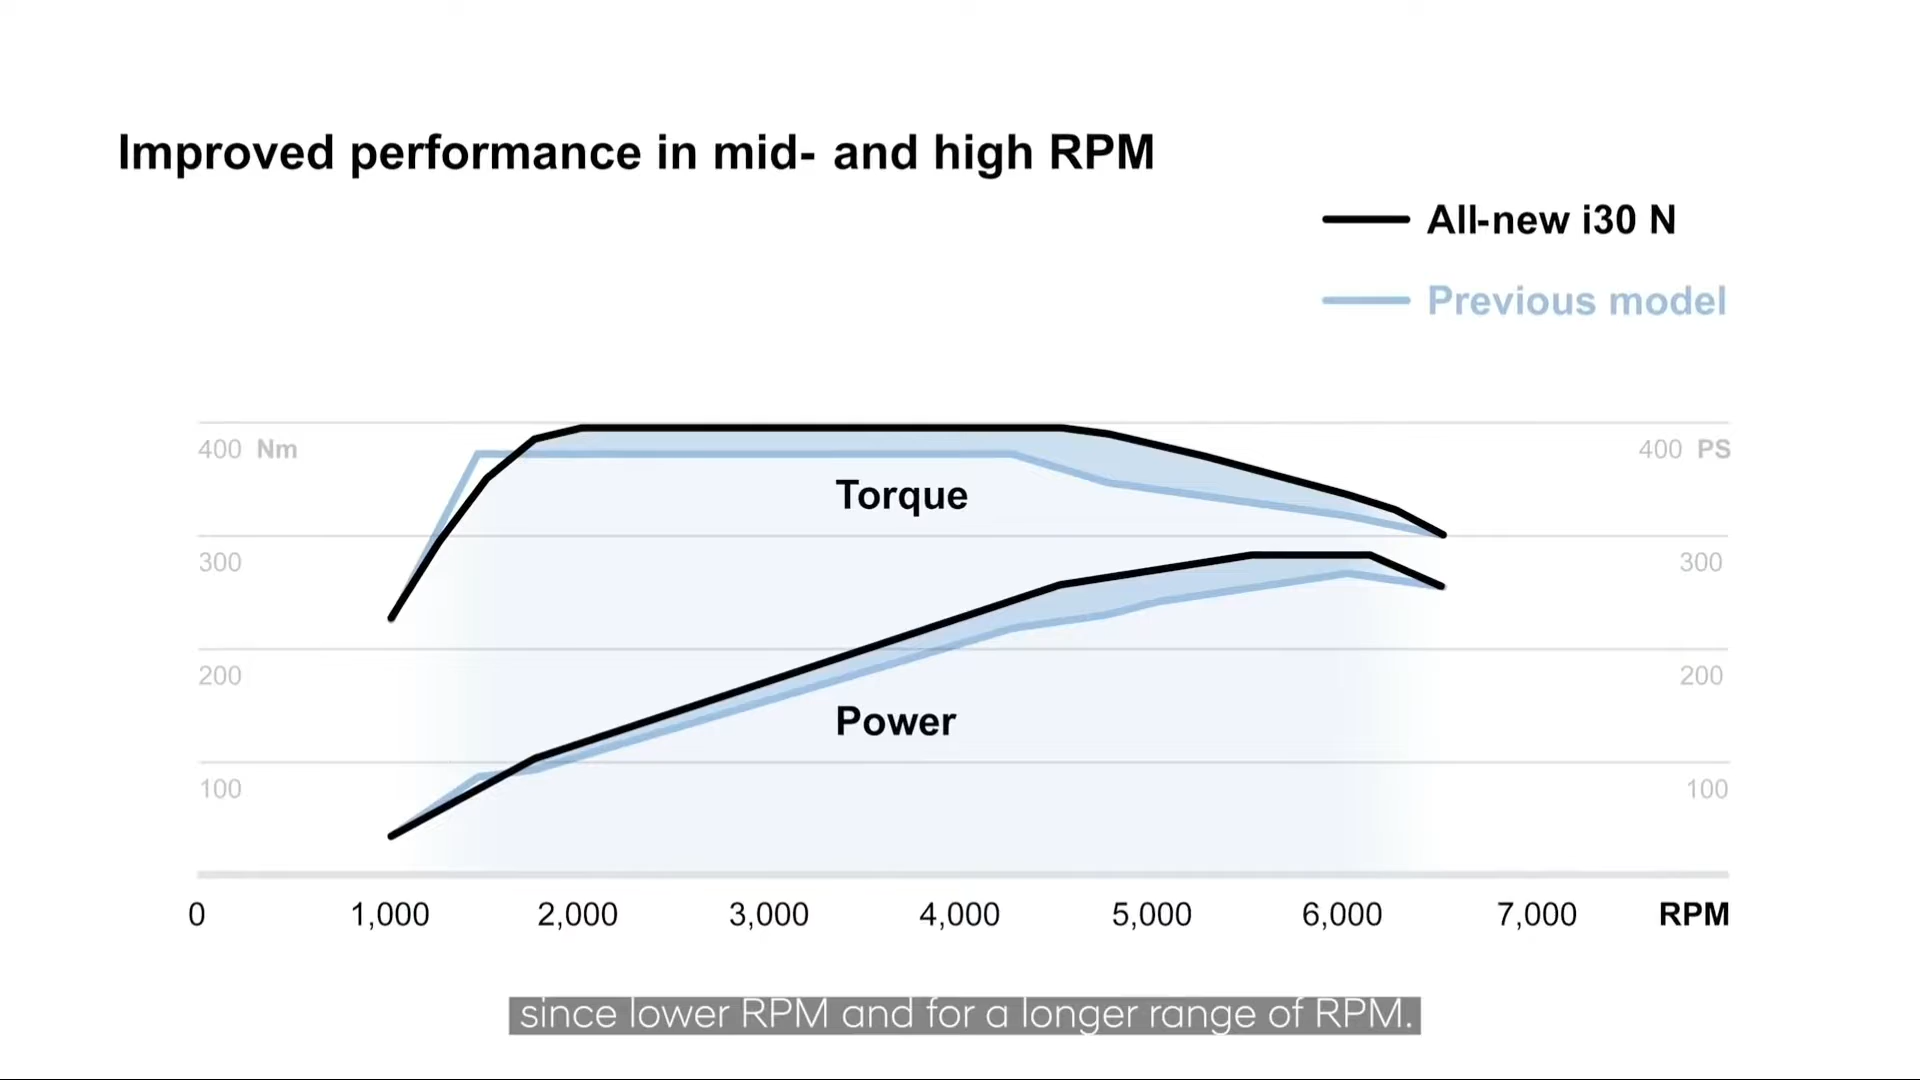 Improved performance in mid- and high RPM
All-new i30 N
Previous model
400 Nm
400 PS
Torque
300
300
200
200
Power
100
100
0 1,000 2,000 3,000 4,000 5,000 6,000 7,000 RPM
since lower RPM and for a longer range of RPM.